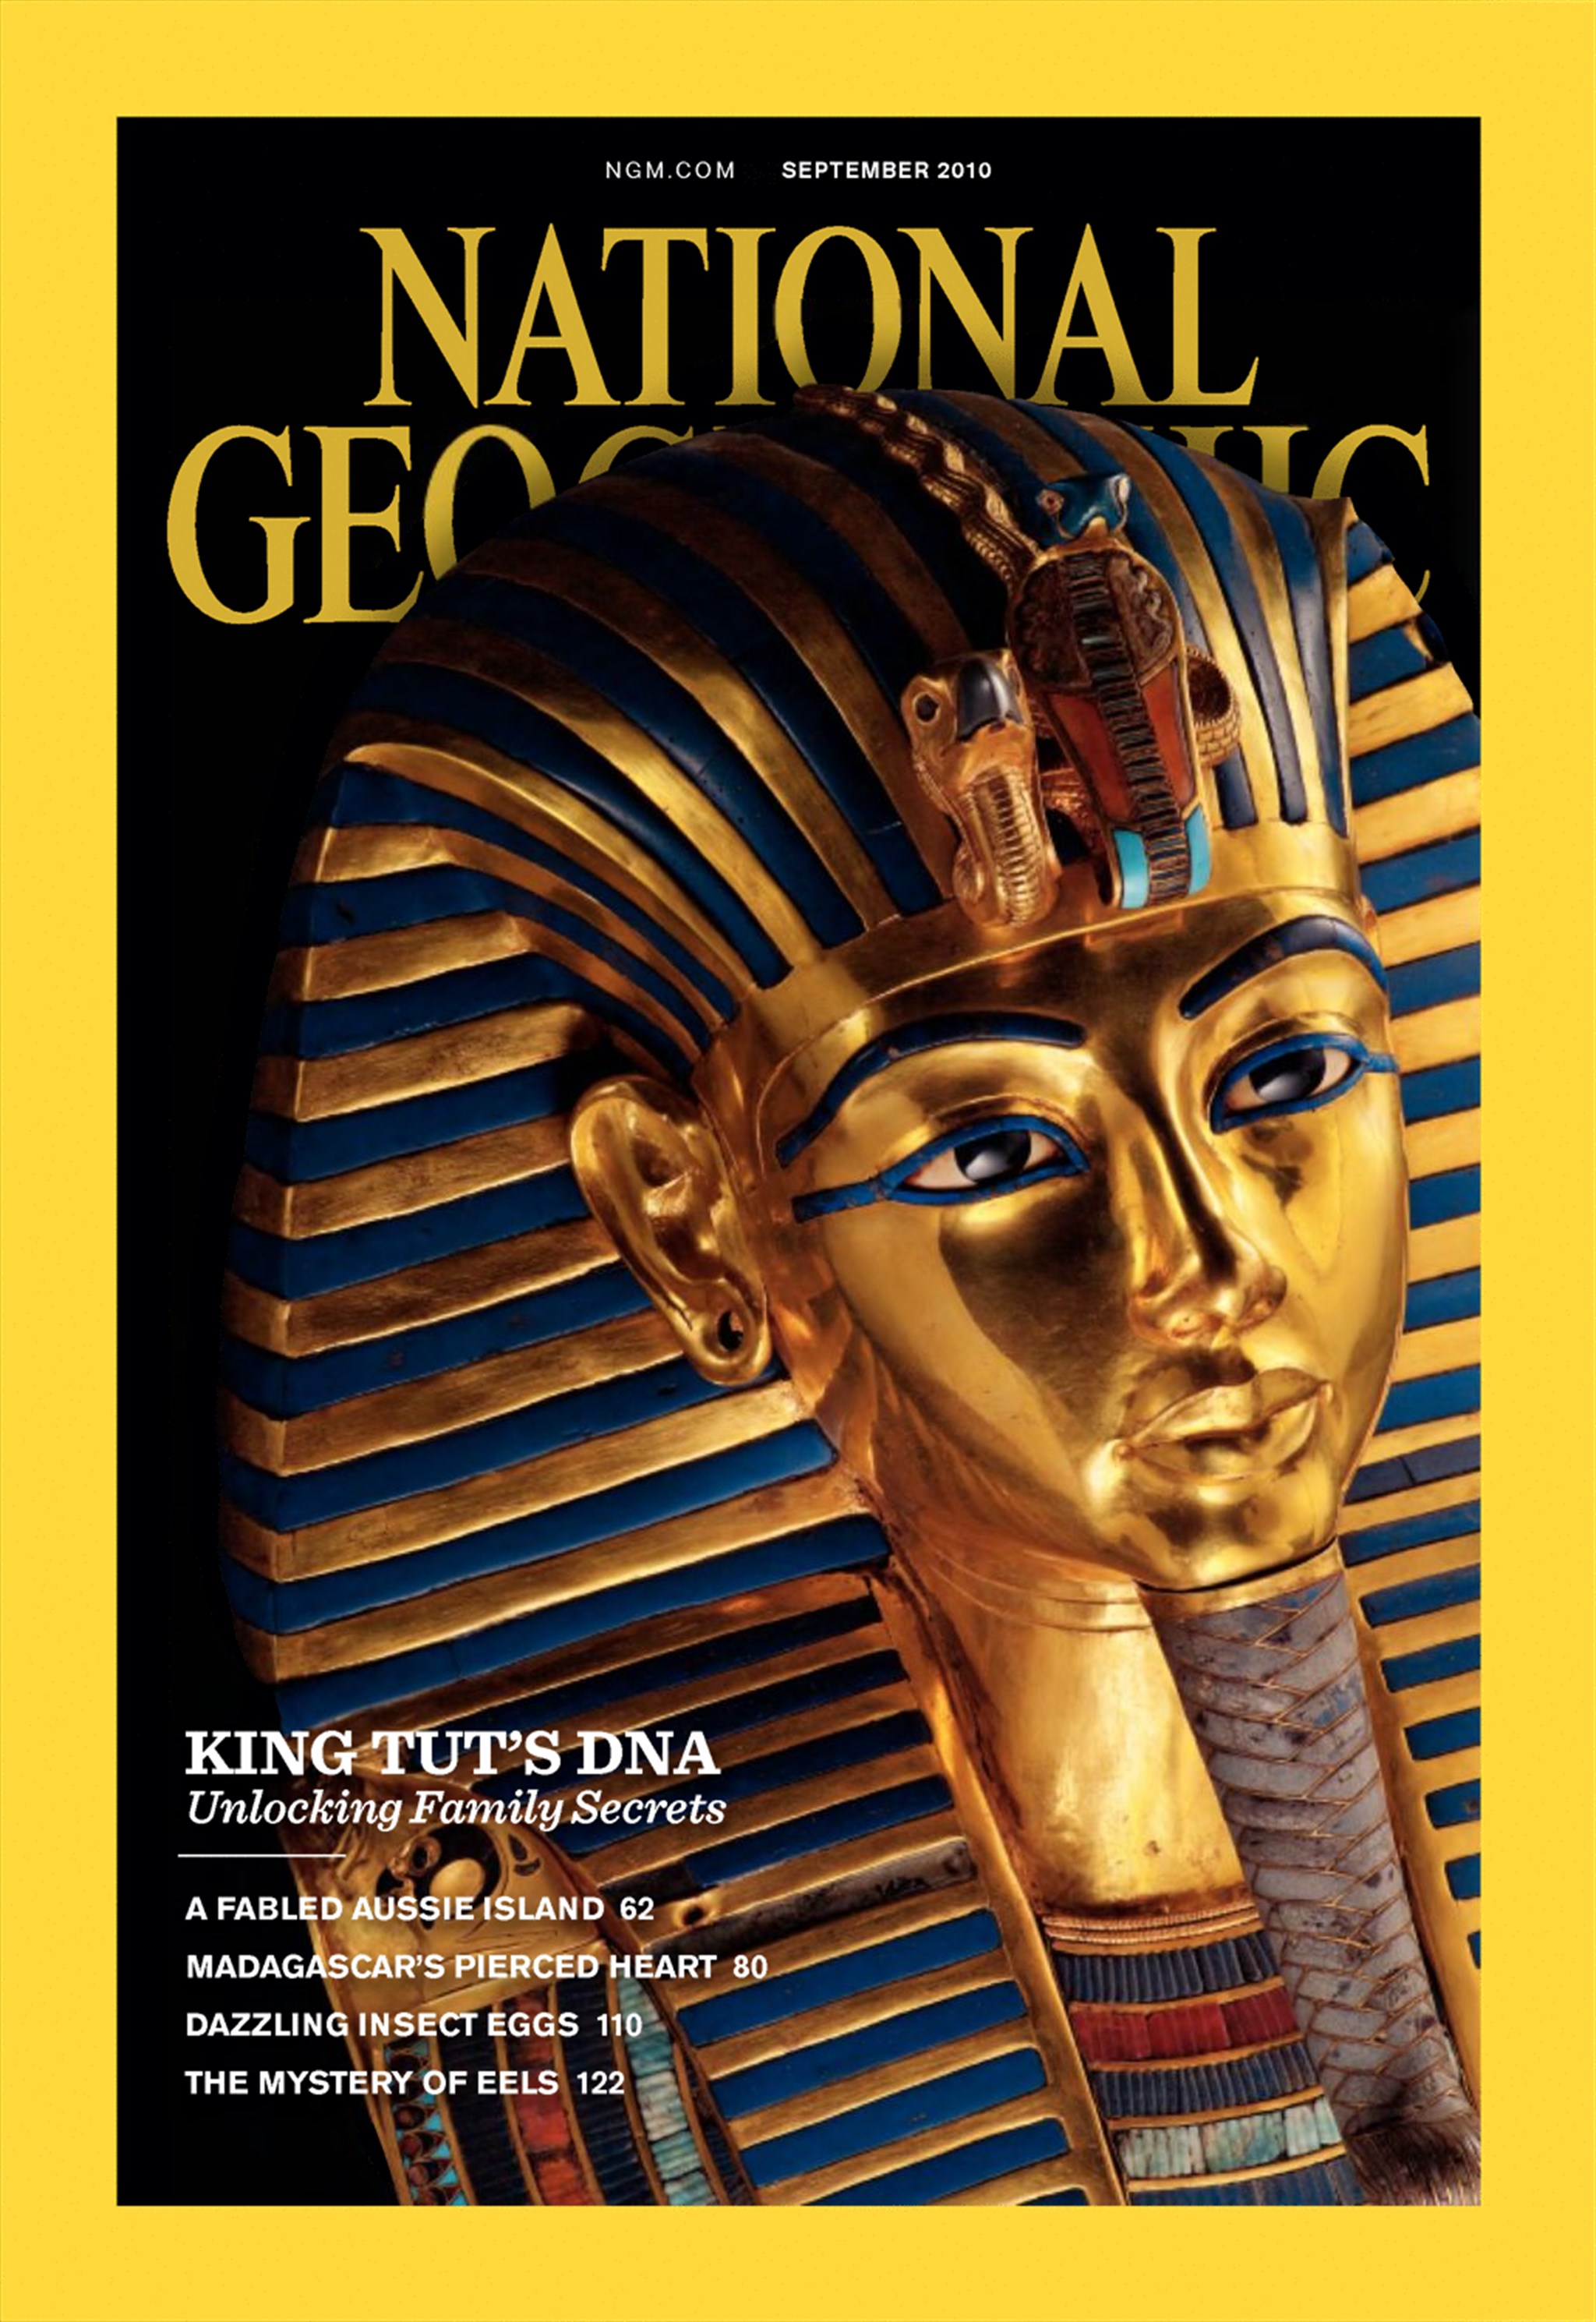 NGM.COM SEPTEMBER 2010
NATIONAL
GEOGRAPHIC
KING TUT'S DNA
Unlocking Family Secrets
A FABLED AUSSIE ISLAND 62
MADAGASCAR'S PIERCED HEART 80
DAZZLING INSECT EGGS 110
THE MYSTERY OF EELS 122